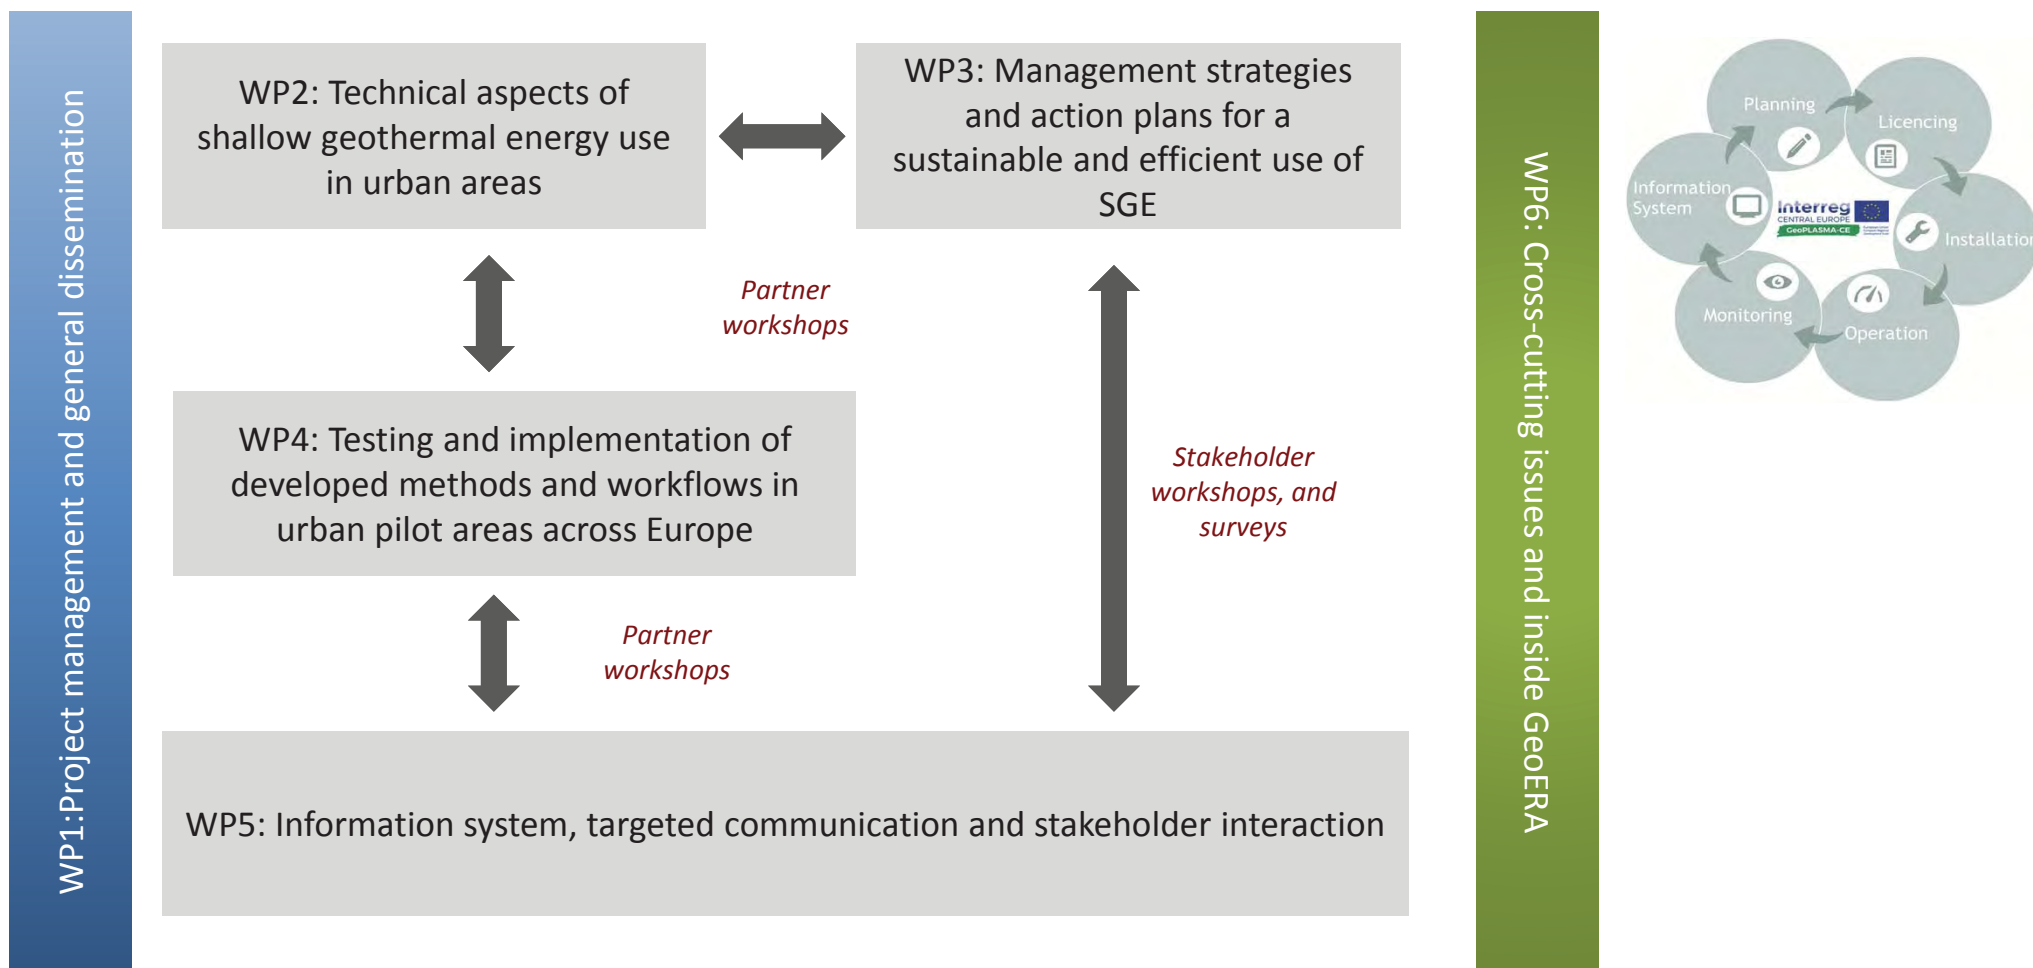 WP1:Project management and general dissemination
WP2: Technical aspects of
shallow geothermal energy use
in urban areas
WP3: Management strategies
and action plans for a
sustainable and efficient use of
SGE
Partner
workshops
WP4: Testing and implementation of
developed methods and workflows in
urban pilot areas across Europe
Stakeholder
workshops, and
surveys
Partner
workshops
WP5: Information system, targeted communication and stakeholder interaction
WP6: Cross-cutting issues and inside GeoERA
Planning
Licencing
Information
System
Interreg
CENTRAL EUROPE
GeoPLASMA-CE
Installation
Monitoring
Operation